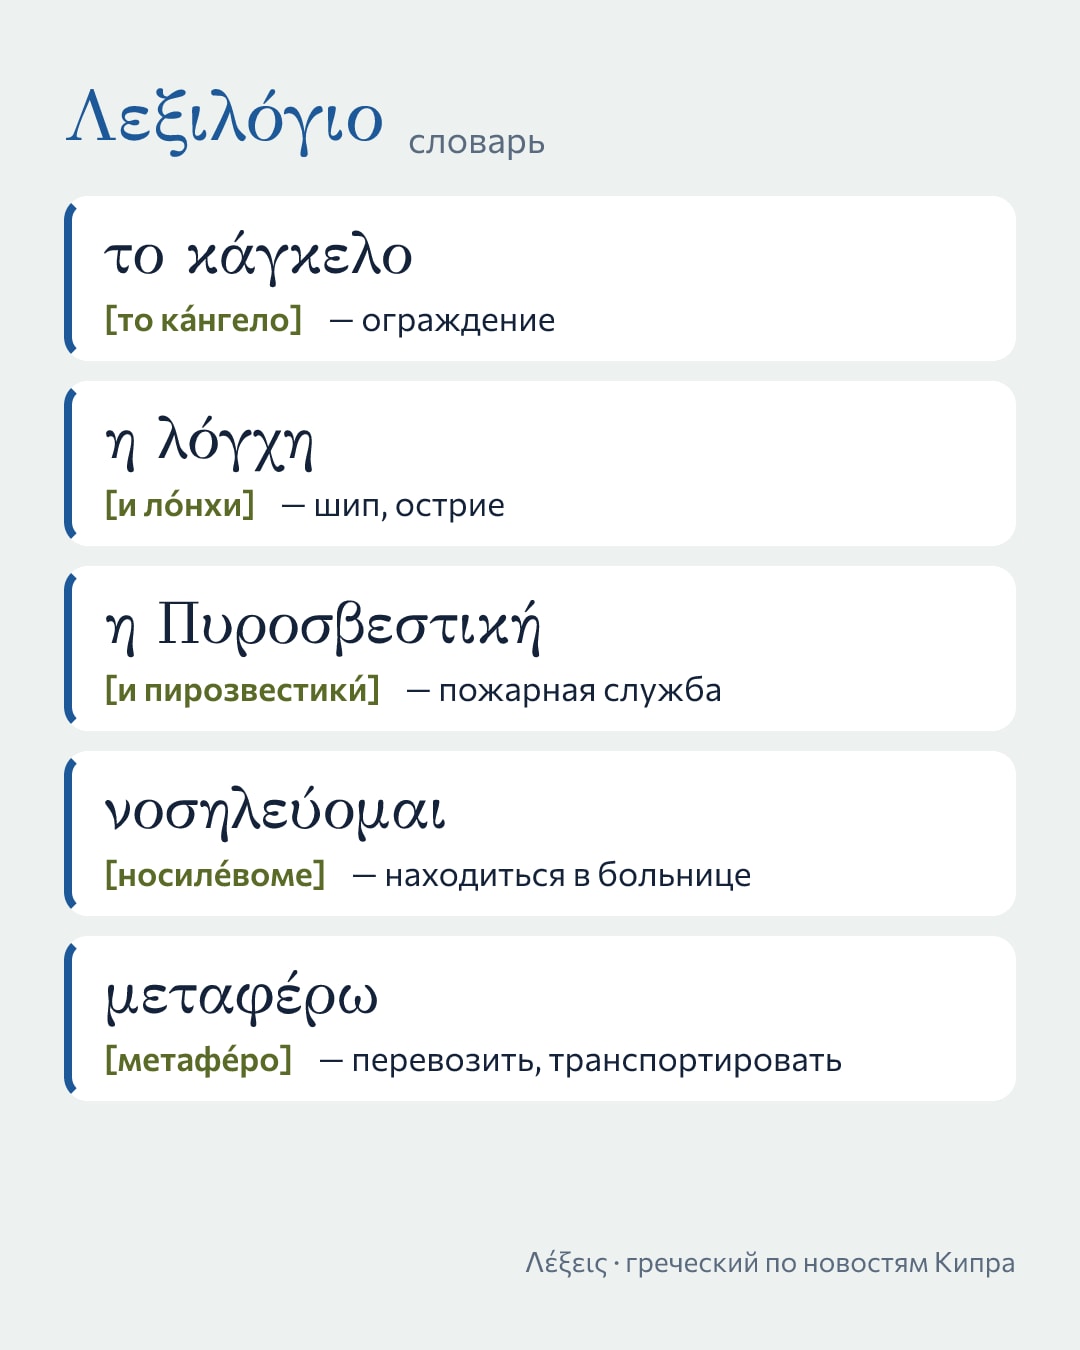 Λεξιλόγιο словарь
το κάγκελο
[то ка́нгело] — ограждение
η λόγχη
[и ло́нхи] — шип, острие
η Πυροσβεστική
[и пирозвестики́] — пожарная служба
νοσηλεύομαι
[носиле́воме] — находиться в больнице
μεταφέρω
[метафе́ро] — перевозить, транспортировать
Λέξεις · греческий по новостям Кипра